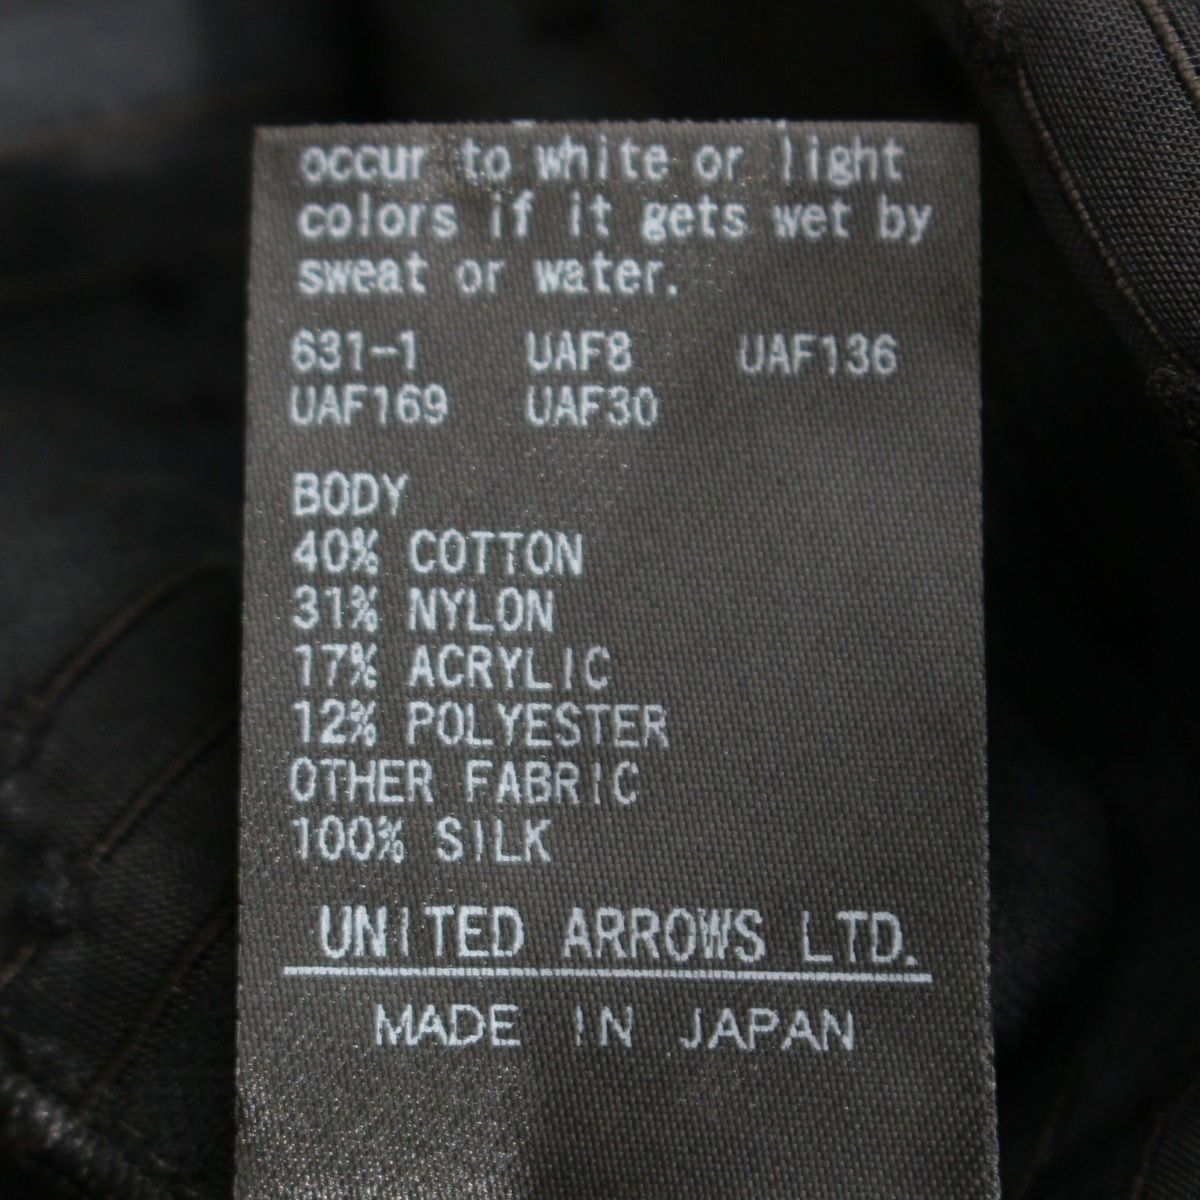 occur to white or light
colors if it gets wet by
sweat or water.
631-1 UAF8 UAF136
UAF169 UAF30
BODY
40% COTTON
31% NYLON
17% ACRYLIC
12% POLYESTER
OTHER FABRIC
100% SILK
UNITED ARROWS LTD.
MADE IN JAPAN